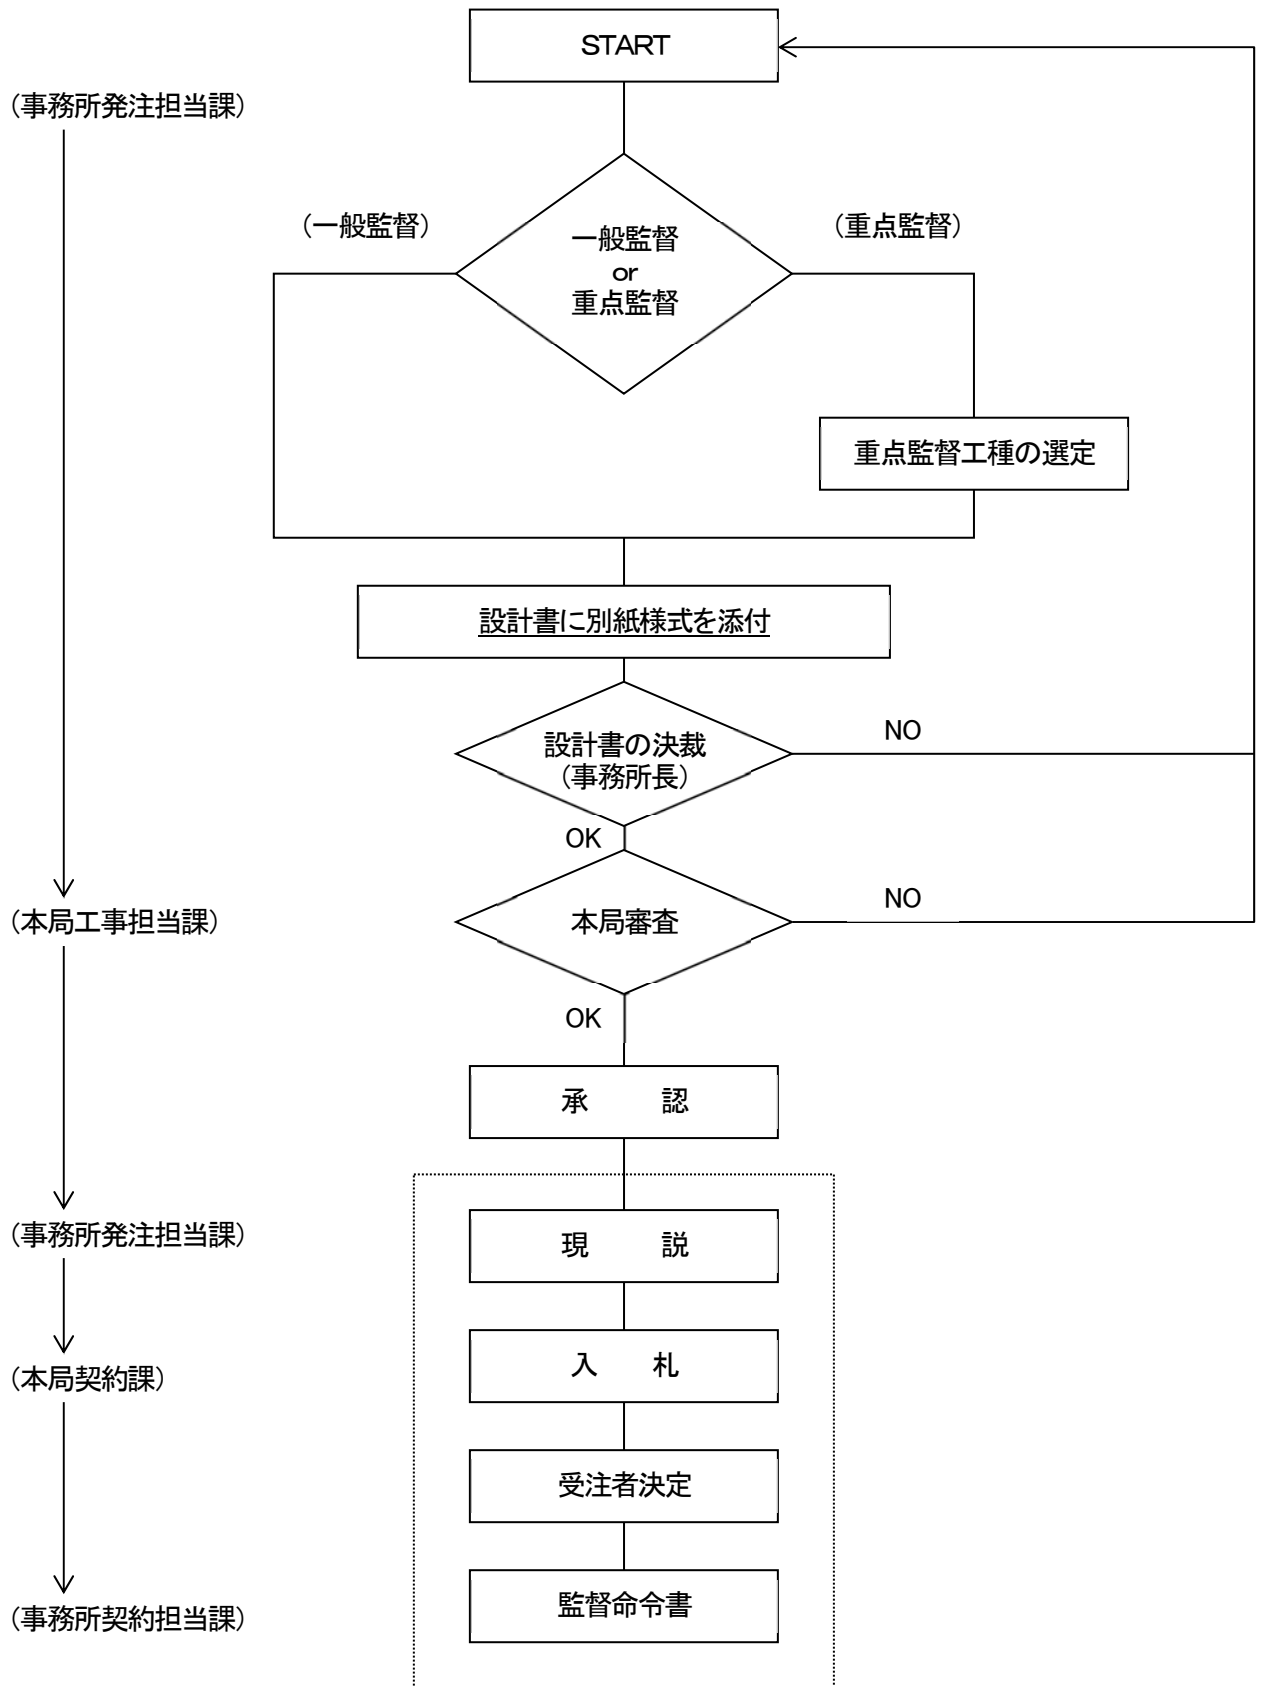 START
（事務所発注担当課）
（一般監督）
（重点監督）
一般監督
or
重点監督
重点監督工種の選定
設計書に別紙様式を添付
NO
設計書の決裁
（事務所長）
OK
NO
（本局工事担当課）
本局審査
OK
承　認
（事務所発注担当課）
現　説
入　札
（本局契約課）
受注者決定
監督命令書
（事務所契約担当課）